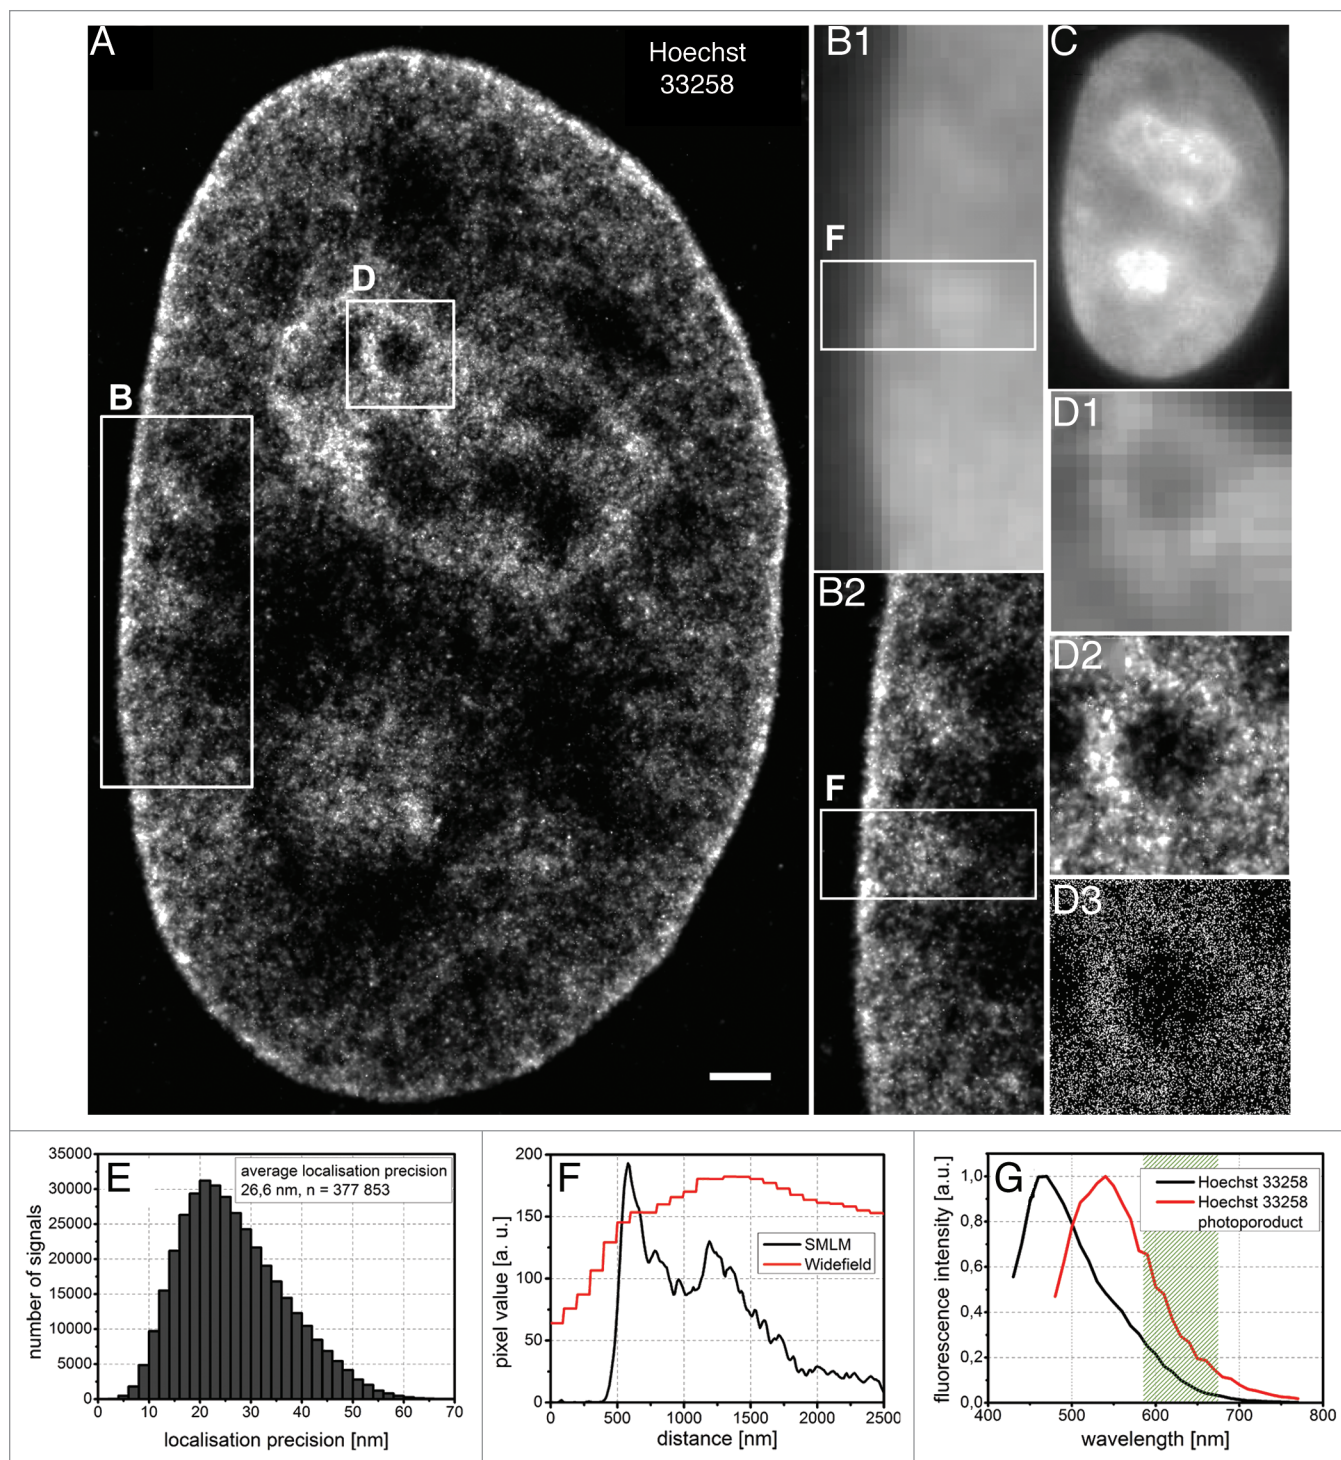 A
Hoechst
33258
D
B
B1
F
C
D1
B2
F
D2
D3
E
average localisation precision
26,6 nm, n = 377 853
number of signals
35000
30000
25000
20000
15000
10000
5000
0
0 10 20 30 40 50 60 70
localisation precision [nm]
F
SMLM
Widefield
pixel value [a. u.]
200
150
100
50
0
0 500 1000 1500 2000 2500
distance [nm]
G
Hoechst 33258
Hoechst 33258
photoporoduct
fluorescence intensity [a.u.]
1,0
0,8
0,6
0,4
0,2
0,0
400 500 600 700 800
wavelength [nm]